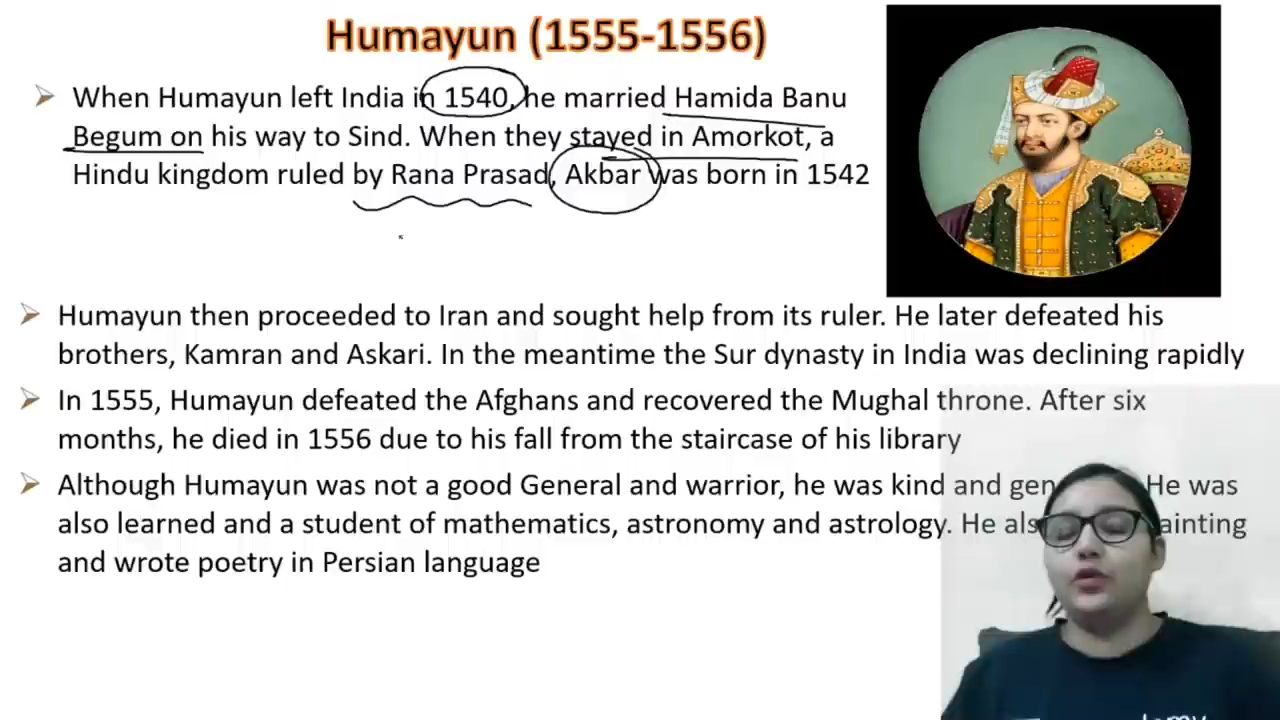 Humayun (1555-1556)
When Humayun left India in 1540, he married Hamida Banu
Begum on his way to Sind. When they stayed in Amorkot, a
Hindu kingdom ruled by Rana Prasad, Akbar was born in 1542
Humayun then proceeded to Iran and sought help from its ruler. He later defeated his
brothers, Kamran and Askari. In the meantime the Sur dynasty in India was declining rapidly
In 1555, Humayun defeated the Afghans and recovered the Mughal throne. After six
months, he died in 1556 due to his fall from the staircase of his library
Although Humayun was not a good General and warrior, he was kind and He was
also learned and a student of mathematics, astronomy and astrology. He
and wrote poetry in Persian language